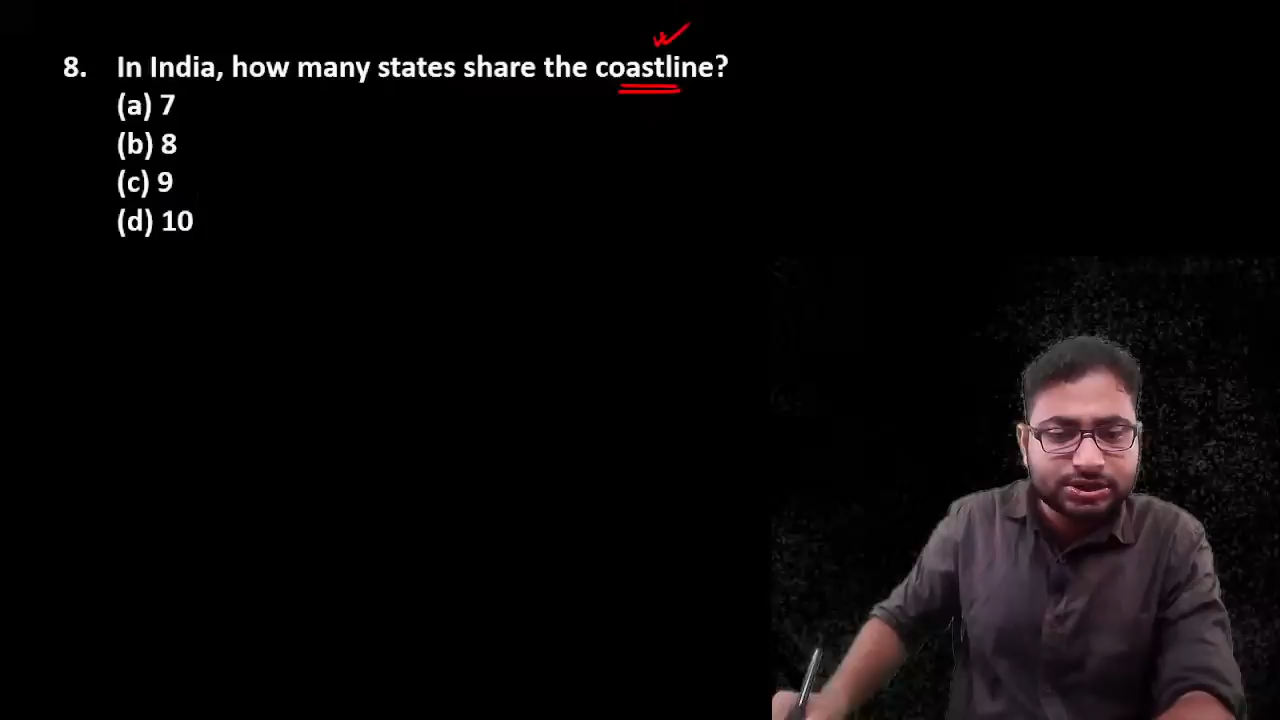 8. In India, how many states share the coastline?
(a) 7
(b) 8
(c) 9
(d) 10